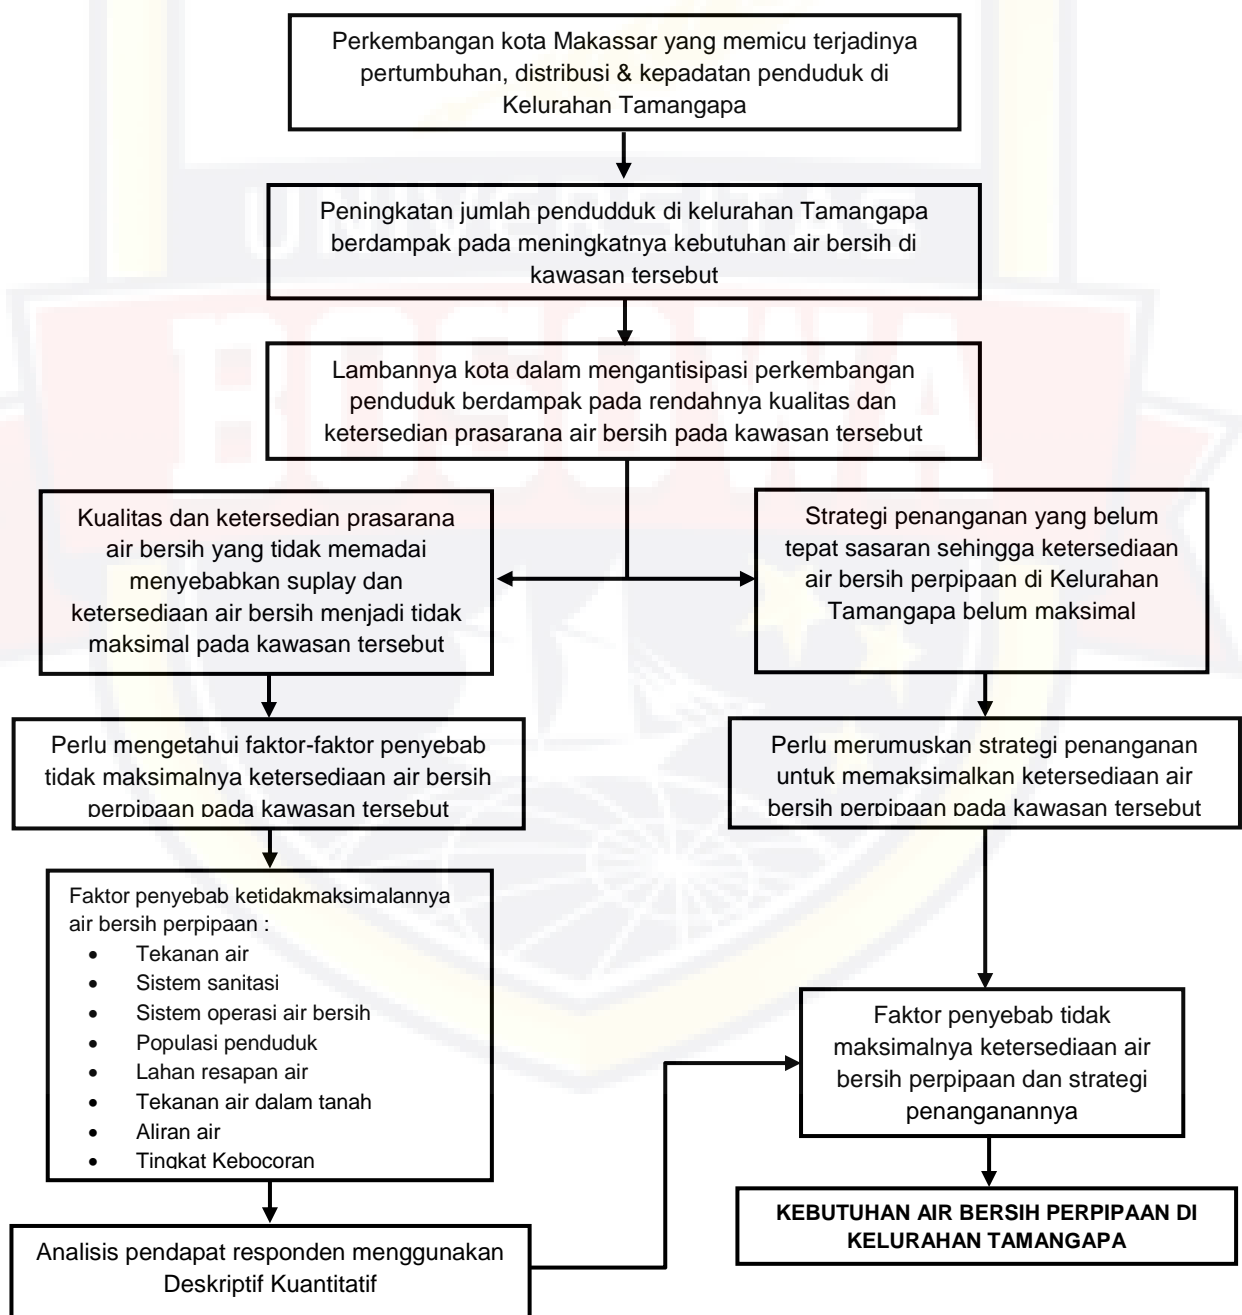 Perkembangan kota Makassar yang memicu terjadinya
pertumbuhan, distribusi & kepadatan penduduk di
Kelurahan Tamangapa
UNIVERSITAS
Peningkatan jumlah pendudduk di kelurahan Tamangapa
berdampak pada meningkatnya kebutuhan air bersih di
kawasan tersebut
BOSOWA
Lambannya kota dalam mengantisipasi perkembangan
penduduk berdampak pada rendahnya kualitas dan
ketersedian prasarana air bersih pada kawasan tersebut
Kualitas dan ketersedian prasarana
air bersih yang tidak memadai
menyebabkan suplay dan
ketersediaan air bersih menjadi tidak
maksimal pada kawasan tersebut
Strategi penanganan yang belum
tepat sasaran sehingga ketersediaan
air bersih perpipaan di Kelurahan
Tamangapa belum maksimal
Perlu mengetahui faktor-faktor penyebab
tidak maksimalnya ketersediaan air bersih
perpipaan pada kawasan tersebut
Perlu merumuskan strategi penanganan
untuk memaksimalkan ketersediaan air
bersih perpipaan pada kawasan tersebut
Faktor penyebab ketidakmaksimalannya
air bersih perpipaan :
• Tekanan air
• Sistem sanitasi
• Sistem operasi air bersih
• Populasi penduduk
• Lahan resapan air
• Tekanan air dalam tanah
• Aliran air
• Tingkat Kebocoran
Faktor penyebab tidak
maksimalnya ketersediaan air
bersih perpipaan dan strategi
penanganannya
Analisis pendapat responden menggunakan
Deskriptif Kuantitatif
KEBUTUHAN AIR BERSIH PERPIPAAN DI
KELURAHAN TAMANGAPA